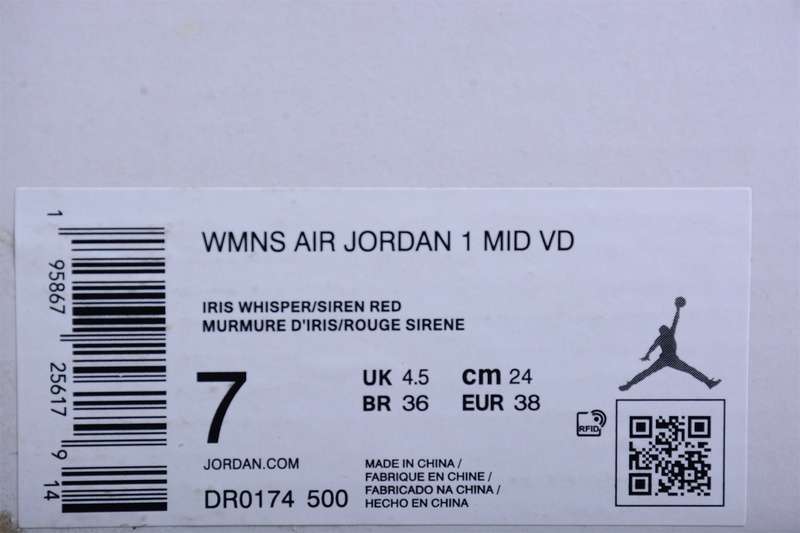 WMNS AIR JORDAN 1 MID VD
IRIS WHISPER/SIREN RED
MURMURE D'IRIS/ROUGE SIRENE
7
UK 4.5 cm 24
BR 36 EUR 38
RFID
JORDAN.COM
DR0174 500
MADE IN CHINA /
FABRIQUE EN CHINE /
FABRICADO NA CHINA /
HECHO EN CHINA
1 95867 25617 9 14